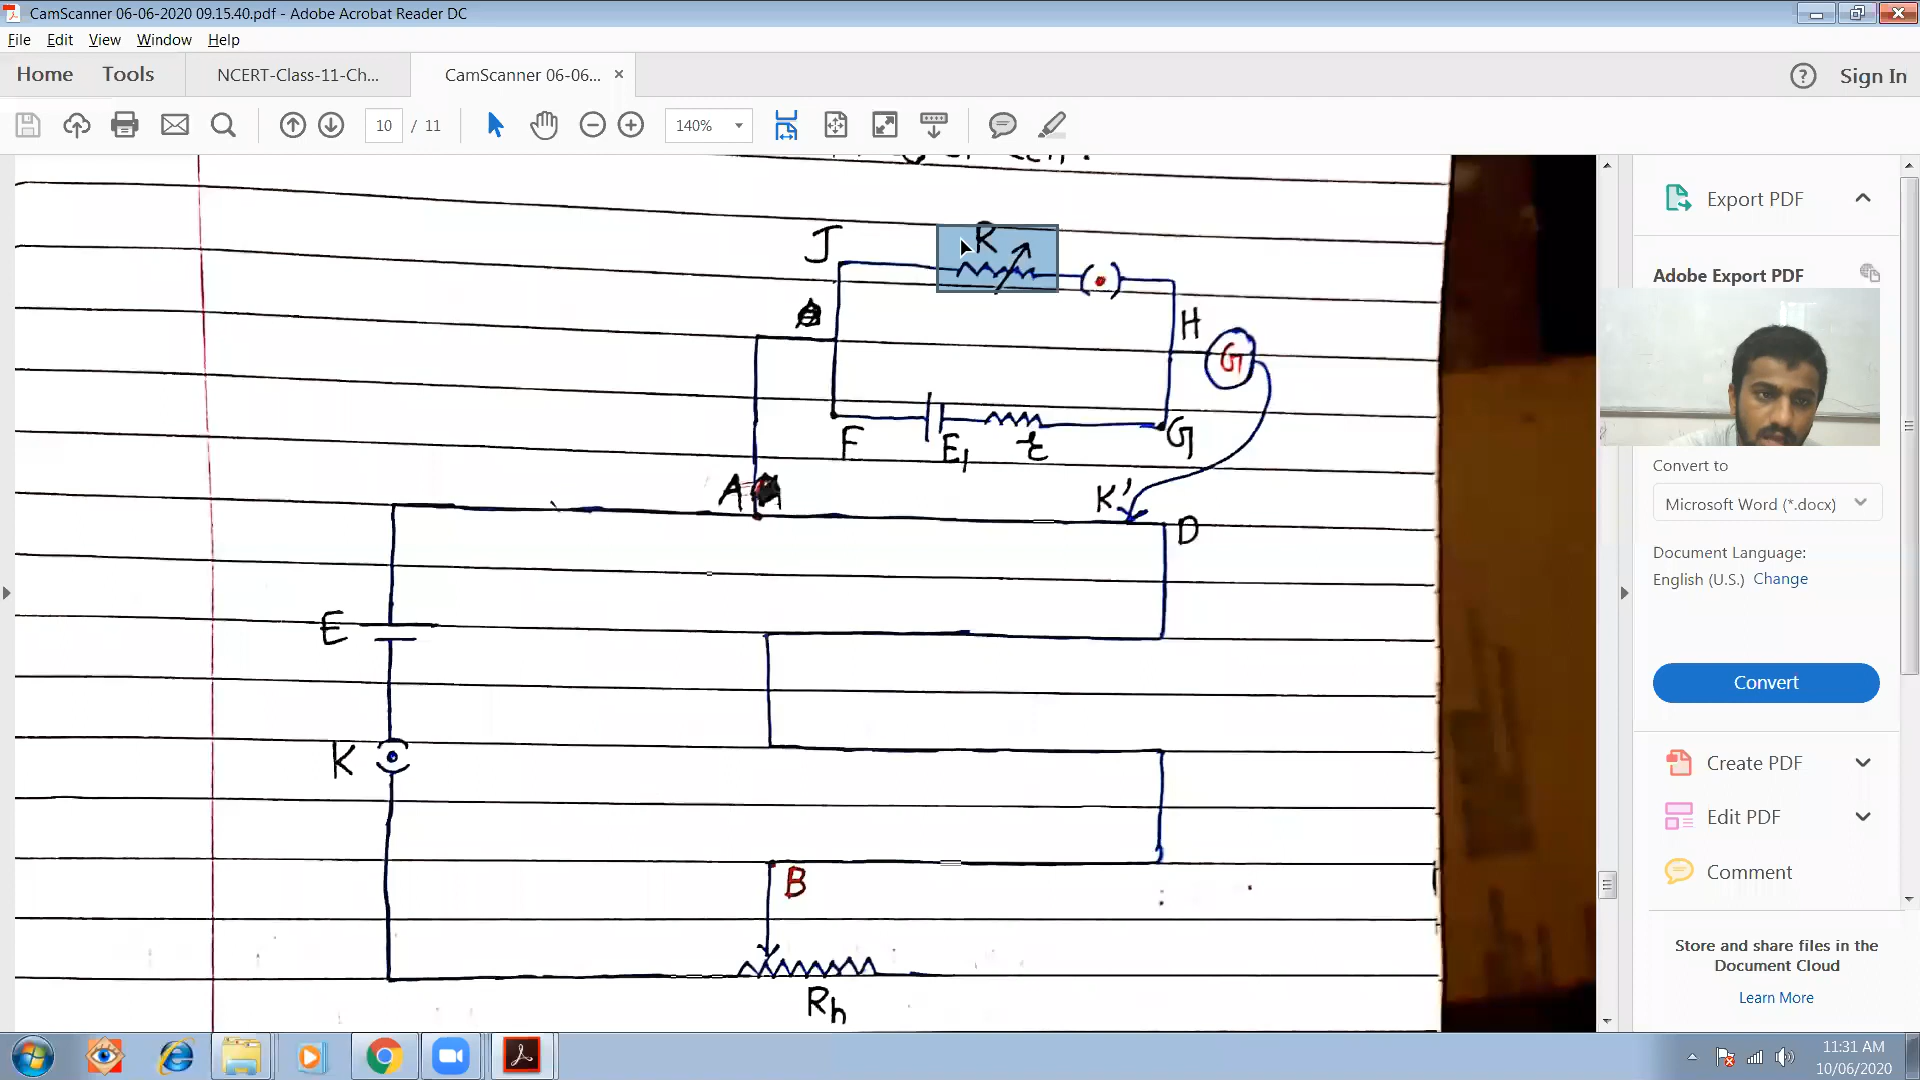 CamScanner 06-06-2020 09.15.40.pdf - Adobe Acrobat Reader DC
File Edit View Window Help
Home Tools NCERT-Class-11-Ch... CamScanner 06-06... ×
? Sign In
10 / 11 140%
Export PDF
Adobe Export PDF
Convert to
Microsoft Word (*.docx)
Document Language:
English (U.S.) Change
Convert
Create PDF
Edit PDF
Comment
Store and share files in the
Document Cloud
Learn More
J R
H G
F E₁ G
A K' D
E
K
B
Rh
11:31 AM
10/06/2020